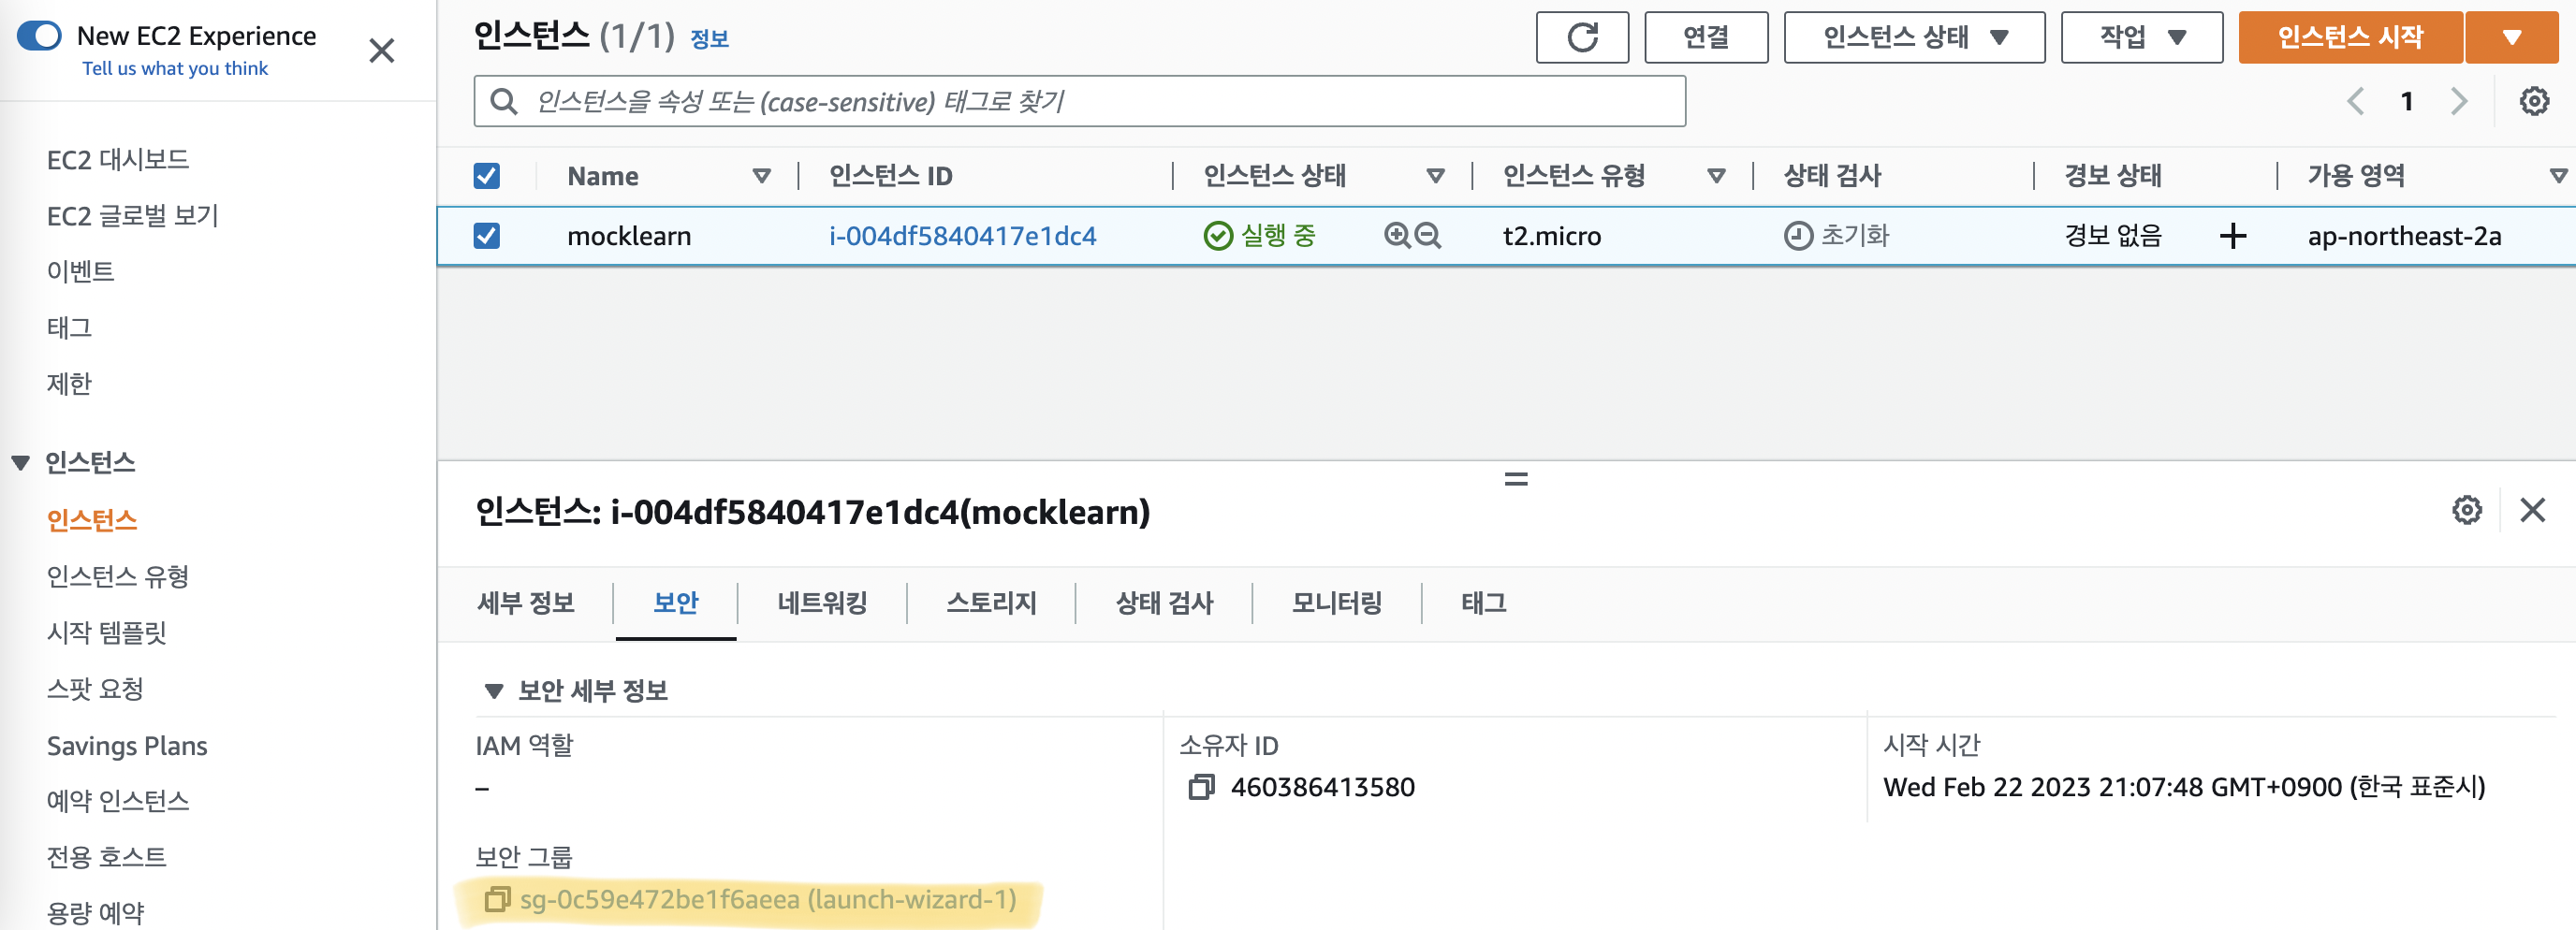 New EC2 Experience
Tell us what you think
EC2 대시보드
EC2 글로벌 보기
이벤트
태그
제한
인스턴스
인스턴스
인스턴스 유형
시작 템플릿
스팟 요청
Savings Plans
예약 인스턴스
전용 호스트
용량 예약
인스턴스 (1/1) 정보
연결 인스턴스 상태 작업 인스턴스 시작
인스턴스을 속성 또는 (case-sensitive) 태그로 찾기
1
Name 인스턴스 ID 인스턴스 상태 인스턴스 유형 상태 검사 경보 상태 가용 영역
mocklearn i-004df5840417e1dc4 실행 중 t2.micro 초기화 경보 없음 ap-northeast-2a
인스턴스: i-004df5840417e1dc4(mocklearn)
세부 정보 보안 네트워킹 스토리지 상태 검사 모니터링 태그
보안 세부 정보
IAM 역할 소유자 ID 시작 시간
– 460386413580 Wed Feb 22 2023 21:07:48 GMT+0900 (한국 표준시)
보안 그룹
sg-0c59e472be1f6aeea (launch-wizard-1)